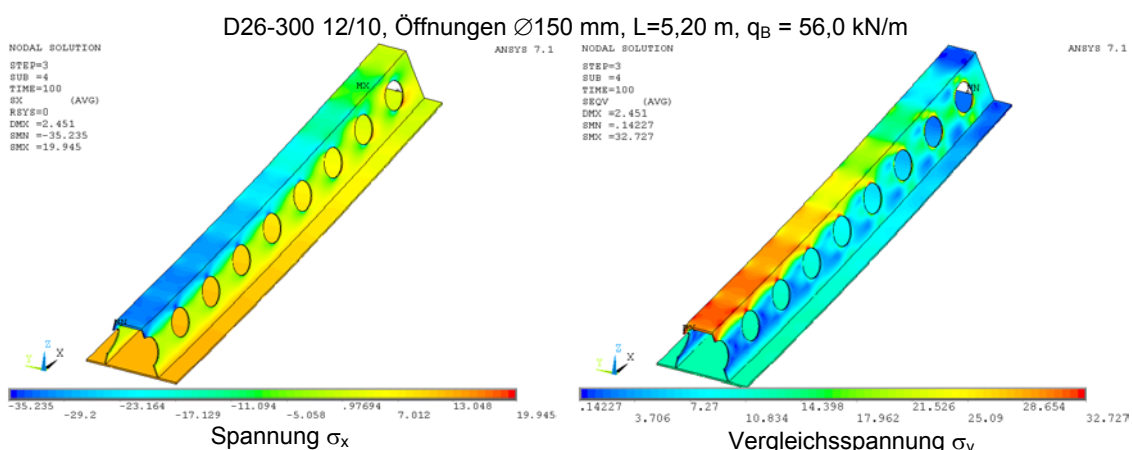 D26-300 12/10, Öffnungen ∅150 mm, L=5,20 m, qB = 56,0 kN/m
NODAL SOLUTION
ANSYS 7.1
STEP=3
SUB =4
TIME=100
SX (AVG)
RSYS=0
DMX =2.451
SMN =-35.235
SMX =19.945
MX
MN
Z
X
-35.235 -23.164 -11.094 .97694 13.048
-29.2 -17.129 -5.058 7.012 19.945
Spannung σx
NODAL SOLUTION
ANSYS 7.1
STEP=3
SUB =4
TIME=100
SEQV (AVG)
DMX =2.451
SMN =.14227
SMX =32.727
MN
Z
X
.14227 7.27 14.398 21.526 28.654
3.706 10.834 17.962 25.09 32.727
Vergleichsspannung σv